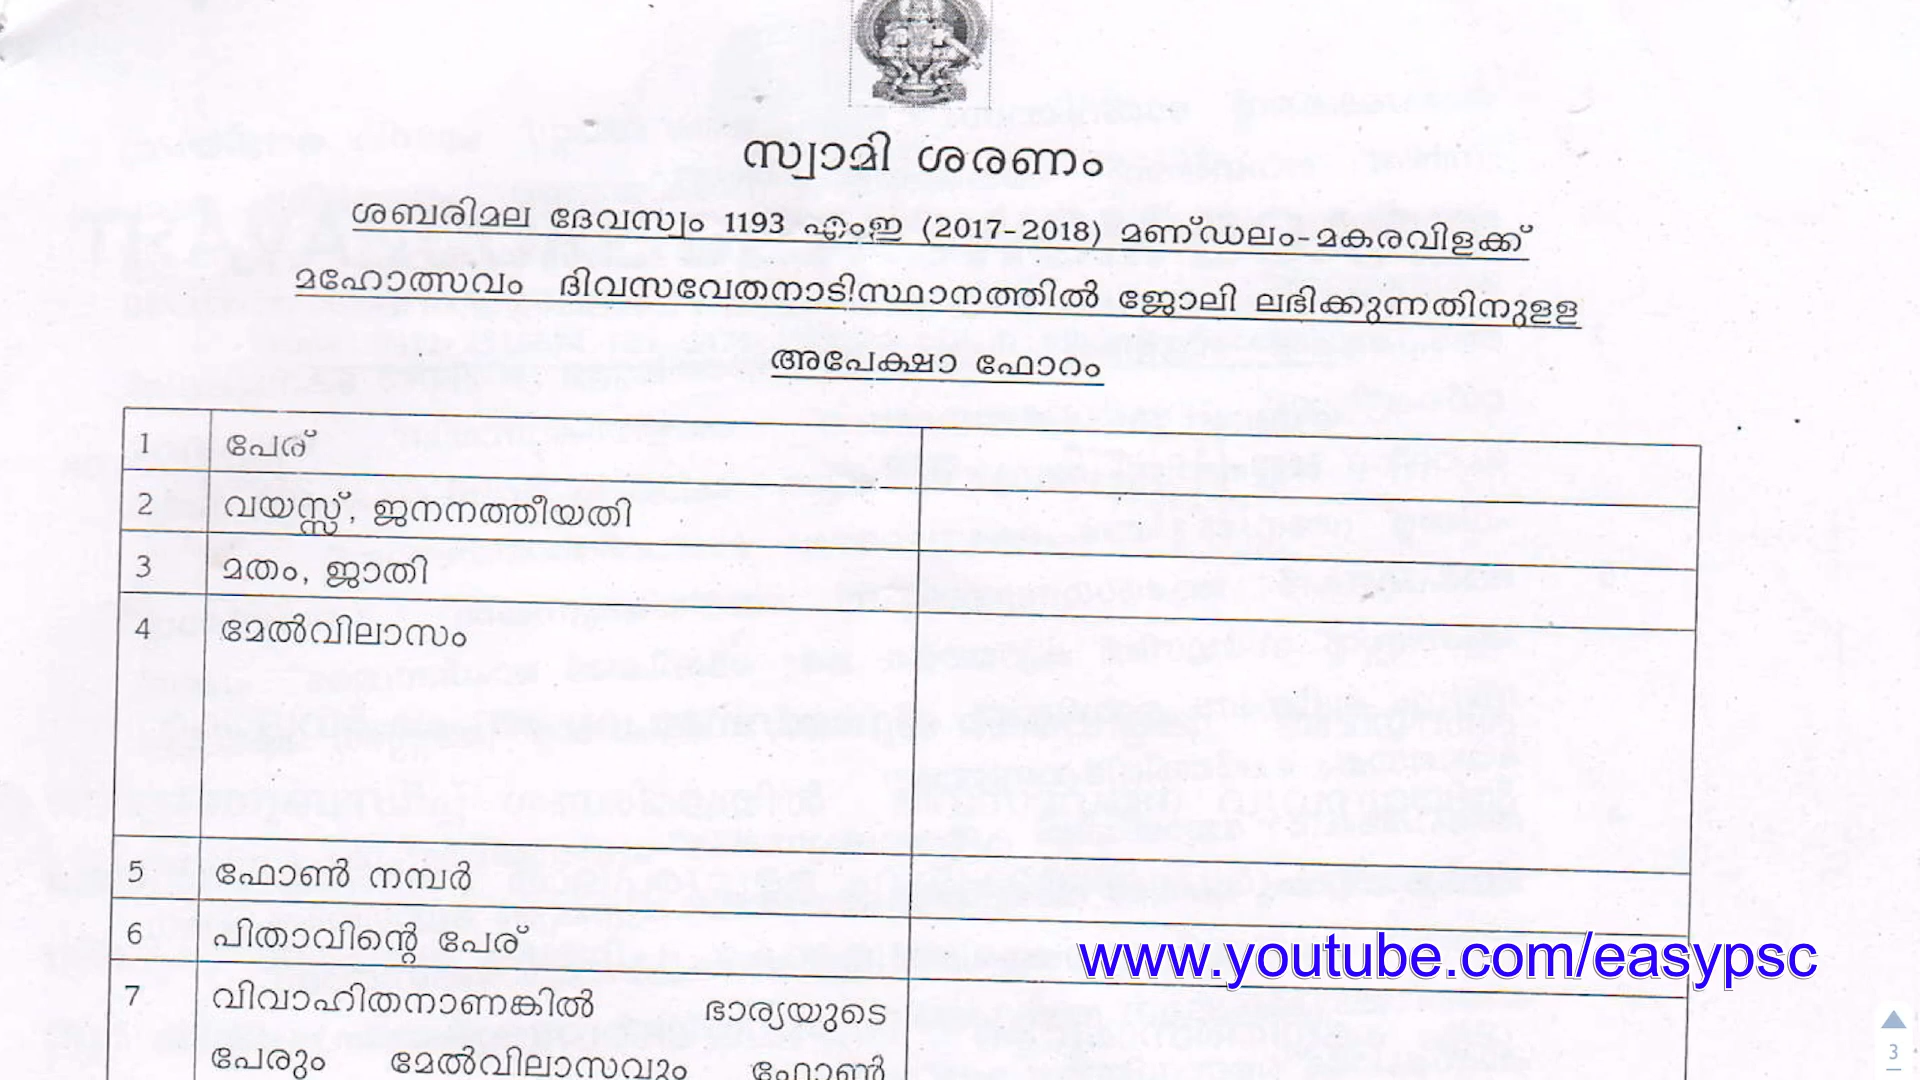 സ്വാമി ശരണം
ശബരിമല ദേവസ്വം 1193 എംഇ (2017-2018) മണ്ഡലം-മകരവിളക്ക്
മഹോത്സവം ദിവസവേതനാടിസ്ഥാനത്തിൽ ജോലി ലഭിക്കുന്നതിനുളള
അപേക്ഷാ ഫോറം
1 പേര്
2 വയസ്സ്, ജനനത്തീയതി
3 മതം, ജാതി
4 മേൽവിലാസം
5 ഫോൺ നമ്പർ
6 പിതാവിന്റെ പേര്
www.youtube.com/easypsc
7 വിവാഹിതനാണങ്കിൽ ഭാര്യയുടെ
പേരും മേൽവിലാസവും ഫോൺ
3